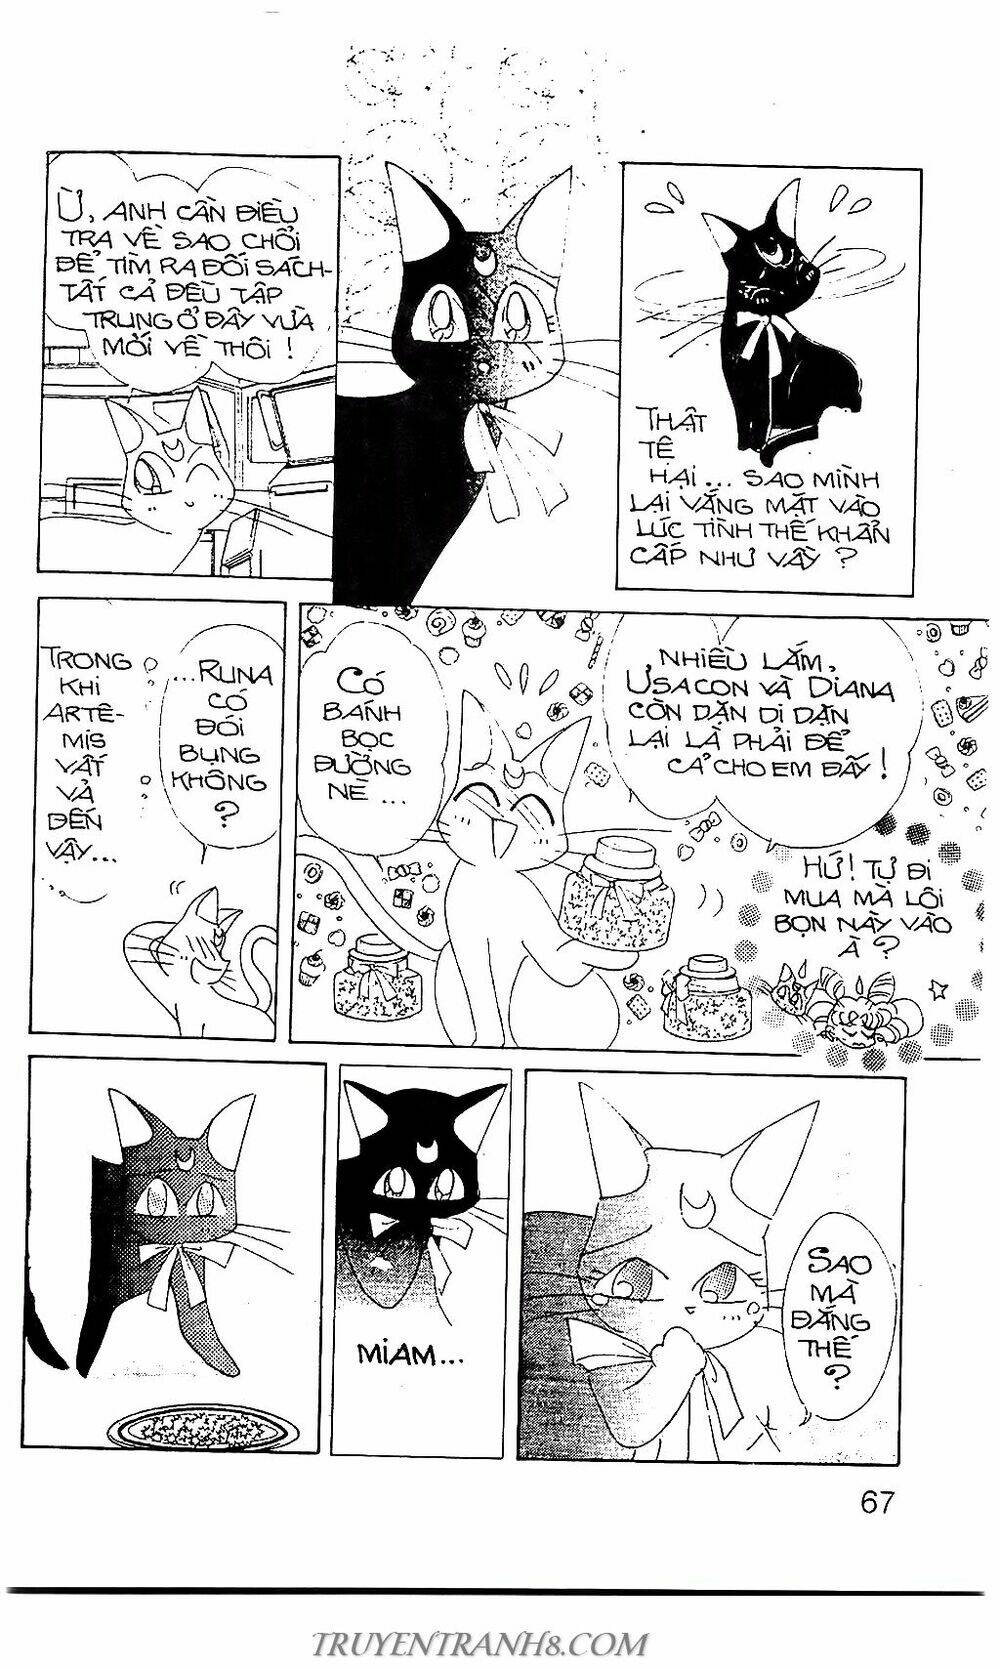 Ừ, ANH CẦN ĐIỀU
TRA VỀ SAO CHỔI
ĐỂ TÌM RA ĐỐI SÁCH-
TẤT CẢ ĐỀU TẬP
TRUNG Ở ĐÂY VỪA
MỚI VỀ THÔI !
THẬT
TỆ
HẠI... SAO MÌNH
LẠI VẮNG MẶT VÀO
LÚC TÌNH THẾ KHẨN
CẤP NHƯ VẦY ?
TRONG
KHI
ARTÊ-
MIS
VẤT
VẢ
ĐẾN
VẬY...
...RUNA
CÓ
ĐÓI
BỤNG
KHÔNG
?
CÓ
BÁNH
BỌC
ĐƯỜNG
NÈ ...
NHIỀU LẮM,
ƯSACON VÀ DIANA
CÒN DẶN DI DẶN
LẠI LÀ PHẢI ĐỂ
CẢ CHO EM ĐẤY !
HỨ! TỰ ĐI
MUA MÀ LÔI
BỌN NÀY VÀO
À ?
MIAM...
SAO
MÀ
ĐẮNG
THẾ
?
67
TRUYENTRANH8.COM